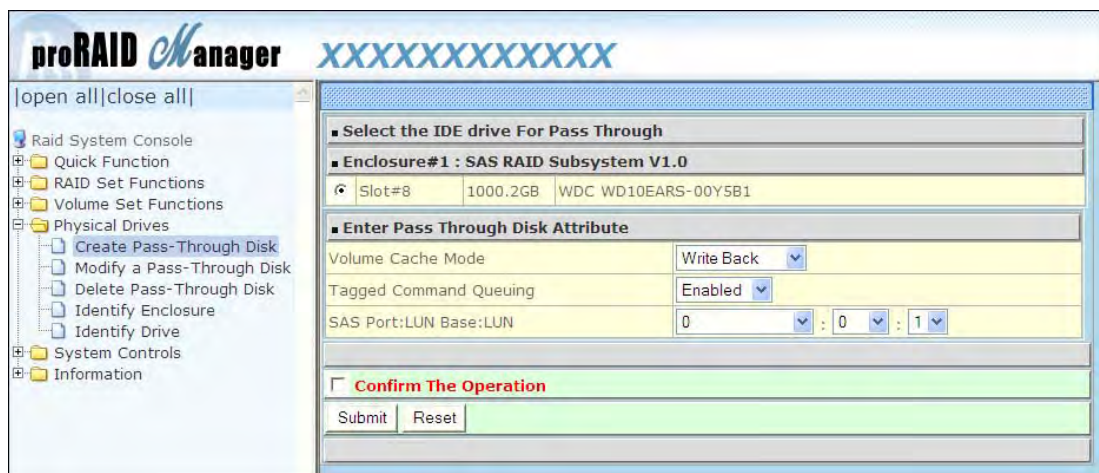 proRAID Manager XXXXXXXXXXXXX
|open all|close all|
Raid System Console
Quick Function
RAID Set Functions
Volume Set Functions
Physical Drives
Create Pass-Through Disk
Modify a Pass-Through Disk
Delete Pass-Through Disk
Identify Enclosure
Identify Drive
System Controls
Information
Select the IDE drive For Pass Through
Enclosure#1 : SAS RAID Subsystem V1.0
Slot#8 1000.2GB WDC WD10EARS-00Y5B1
Enter Pass Through Disk Attribute
Volume Cache Mode Write Back
Tagged Command Queuing Enabled
SAS Port:LUN Base:LUN 0 : 0 : 1
Confirm The Operation
Submit Reset